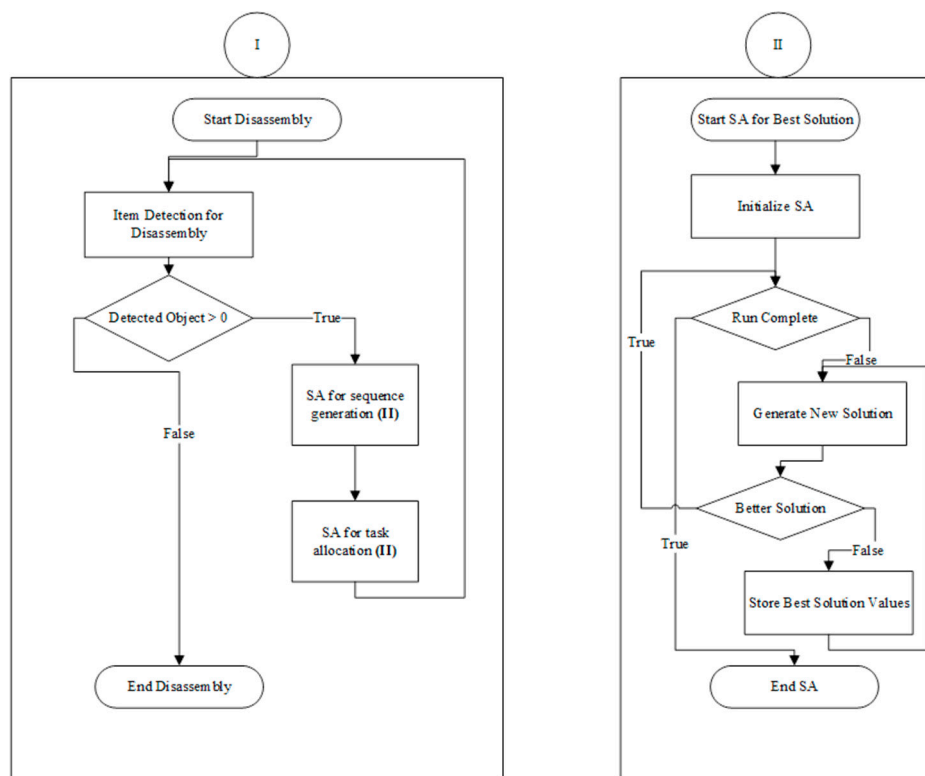 I
Start Disassembly
Item Detection for
Disassembly
Detected Object > 0
True
SA for sequence
generation (II)
False
SA for task
allocation (II)
End Disassembly
II
Start SA for Best Solution
Initialize SA
Run Complete
True
False
Generate New Solution
Better Solution
True
False
Store Best Solution Values
End SA